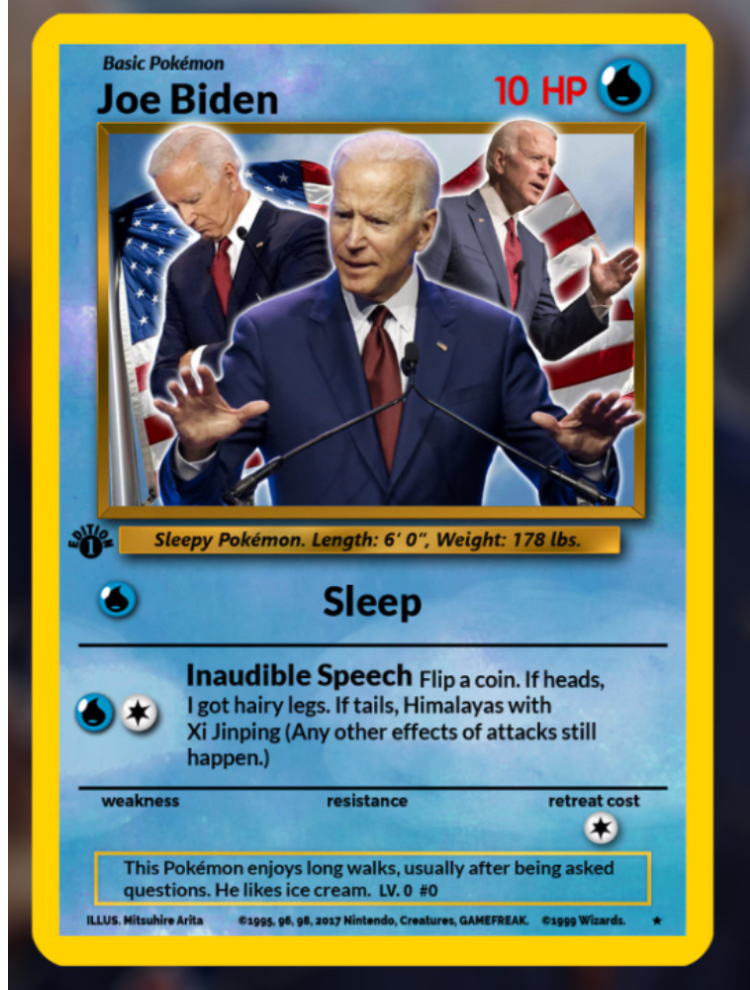 Basic Pokémon
Joe Biden
10 HP
EDITION
1
Sleepy Pokémon. Length: 6' 0", Weight: 178 lbs.
Sleep
Inaudible Speech Flip a coin. If heads,
I got hairy legs. If tails, Himalayas with
Xi Jinping (Any other effects of attacks still
happen.)
weakness resistance retreat cost
This Pokémon enjoys long walks, usually after being asked
questions. He likes ice cream. LV. 0 #0
ILLUS. Mitsuhire Arita ©1995, 96, 98, 2017 Nintendo, Creatures, GAMEFREAK. ©1999 Wizards.